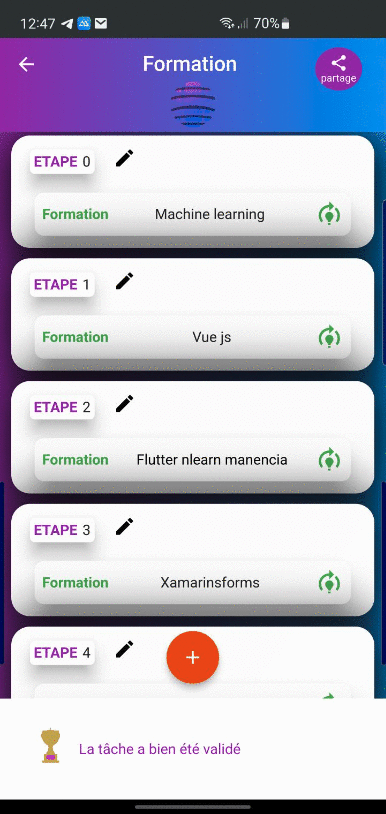 12:47 70%
Formation
partage
ETAPE 0
Formation Machine learning
ETAPE 1
Formation Vue js
ETAPE 2
Formation Flutter nlearn manencia
ETAPE 3
Formation Xamarinsforms
ETAPE 4
La tâche a bien été validé